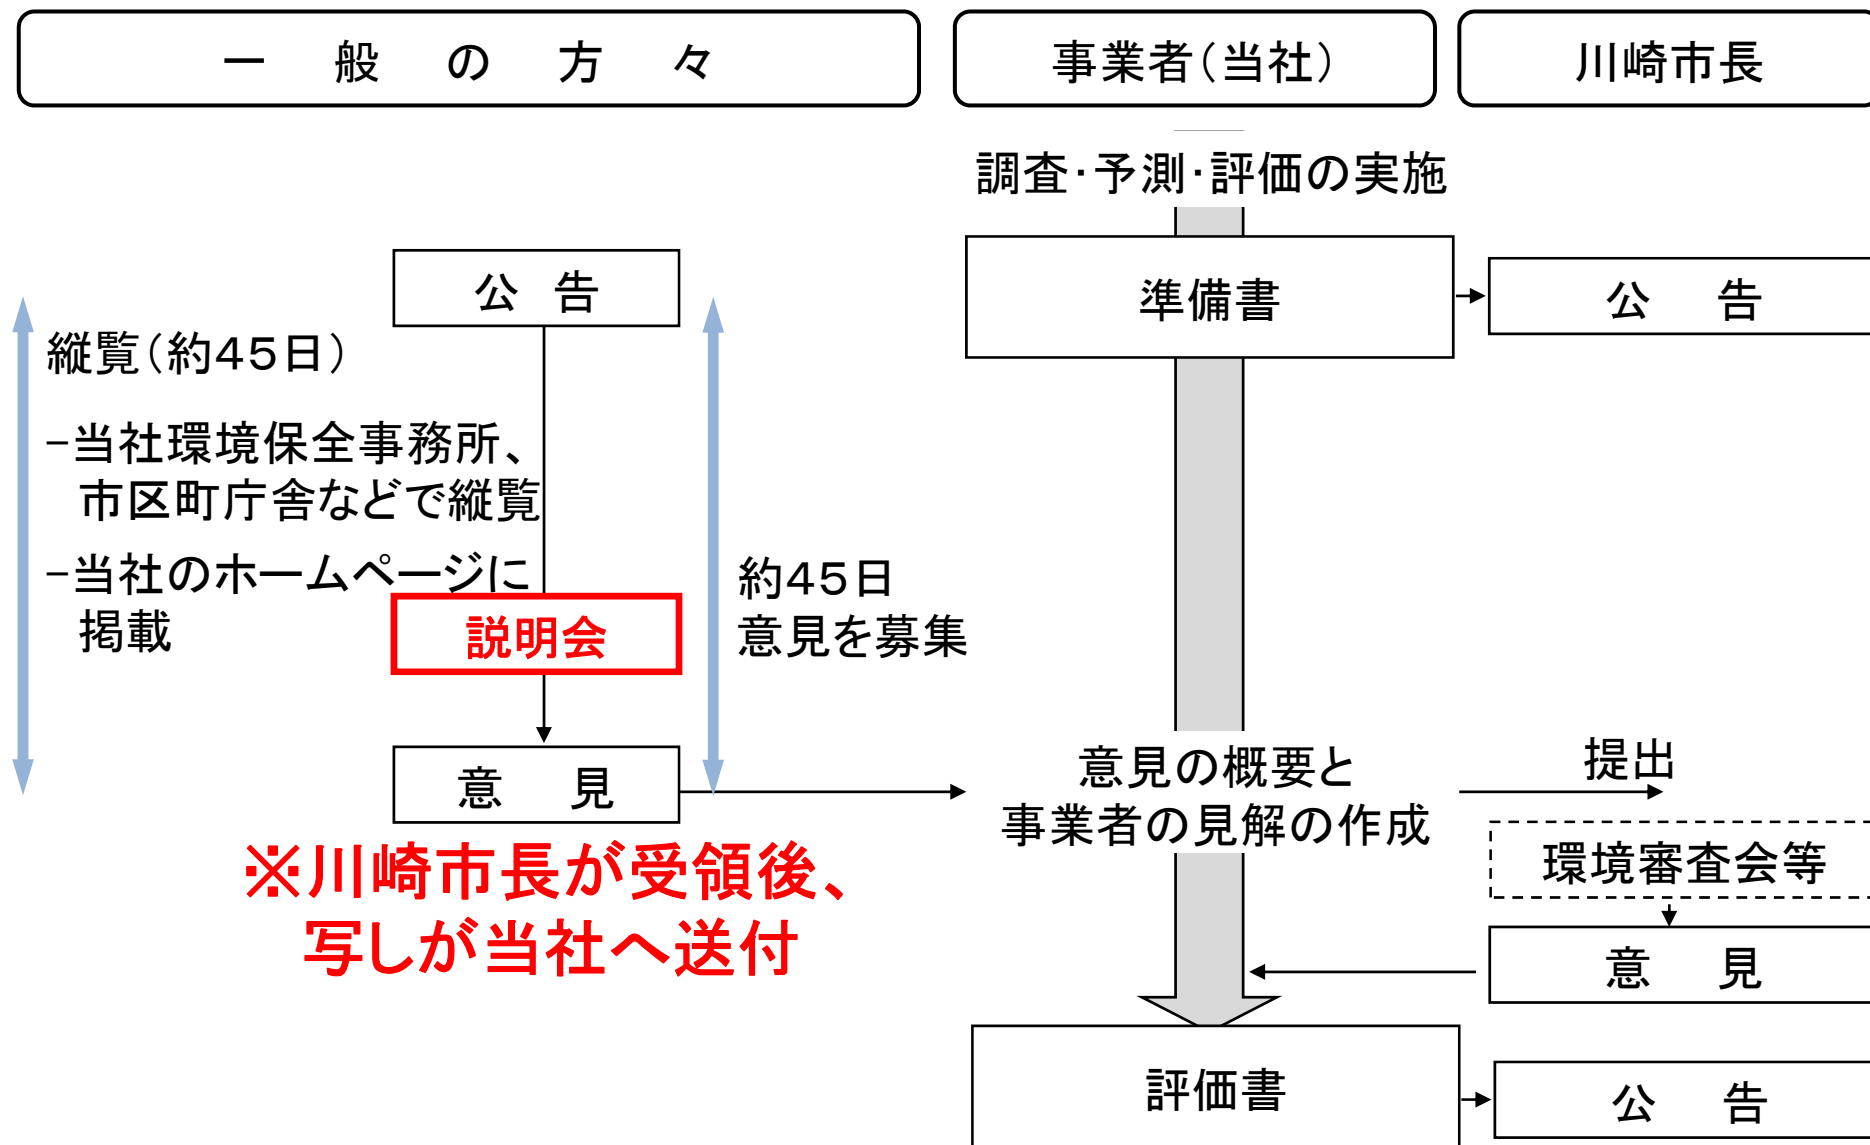 一般の方々
事業者(当社)
川崎市長
調査・予測・評価の実施
公告
準備書
公告
縦覧(約45日)
-当社環境保全事務所、
市区町庁舎などで縦覧
-当社のホームページに
掲載
説明会
約45日
意見を募集
意見
※川崎市長が受領後、
写しが当社へ送付
意見の概要と
事業者の見解の作成
提出
環境審査会等
意見
評価書
公告